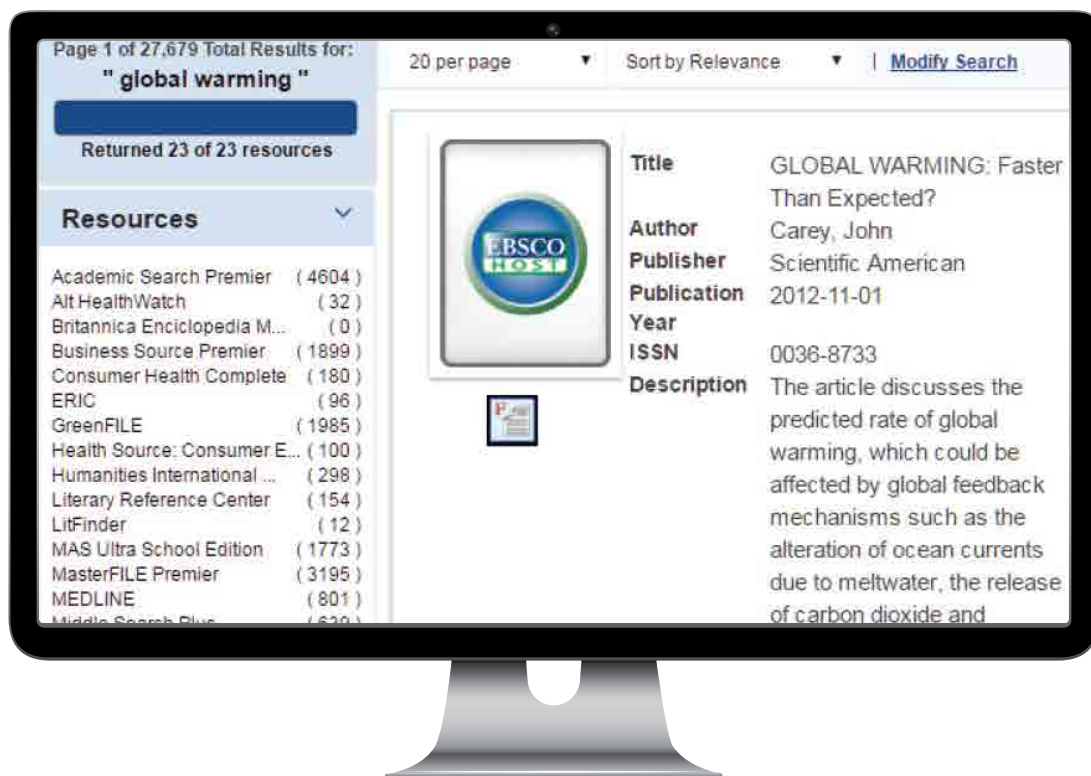 Page 1 of 27,679 Total Results for:
" global warming "
Returned 23 of 23 resources
Resources
Academic Search Premier ( 4604 )
Alt HealthWatch ( 32 )
Britannica Enciclopedia M... ( 0 )
Business Source Premier ( 1899 )
Consumer Health Complete ( 180 )
ERIC ( 96 )
GreenFILE ( 1985 )
Health Source: Consumer E... ( 100 )
Humanities International ... ( 298 )
Literary Reference Center ( 154 )
LitFinder ( 12 )
MAS Ultra School Edition ( 1773 )
MasterFILE Premier ( 3195 )
MEDLINE ( 801 )
Middle Search Plus
20 per page ▼ Sort by Relevance ▼ | Modify Search
EBSCO
HOST
Title GLOBAL WARMING: Faster
Than Expected?
Author Carey, John
Publisher Scientific American
Publication 2012-11-01
Year
ISSN 0036-8733
Description The article discusses the
predicted rate of global
warming, which could be
affected by global feedback
mechanisms such as the
alteration of ocean currents
due to meltwater, the release
of carbon dioxide and